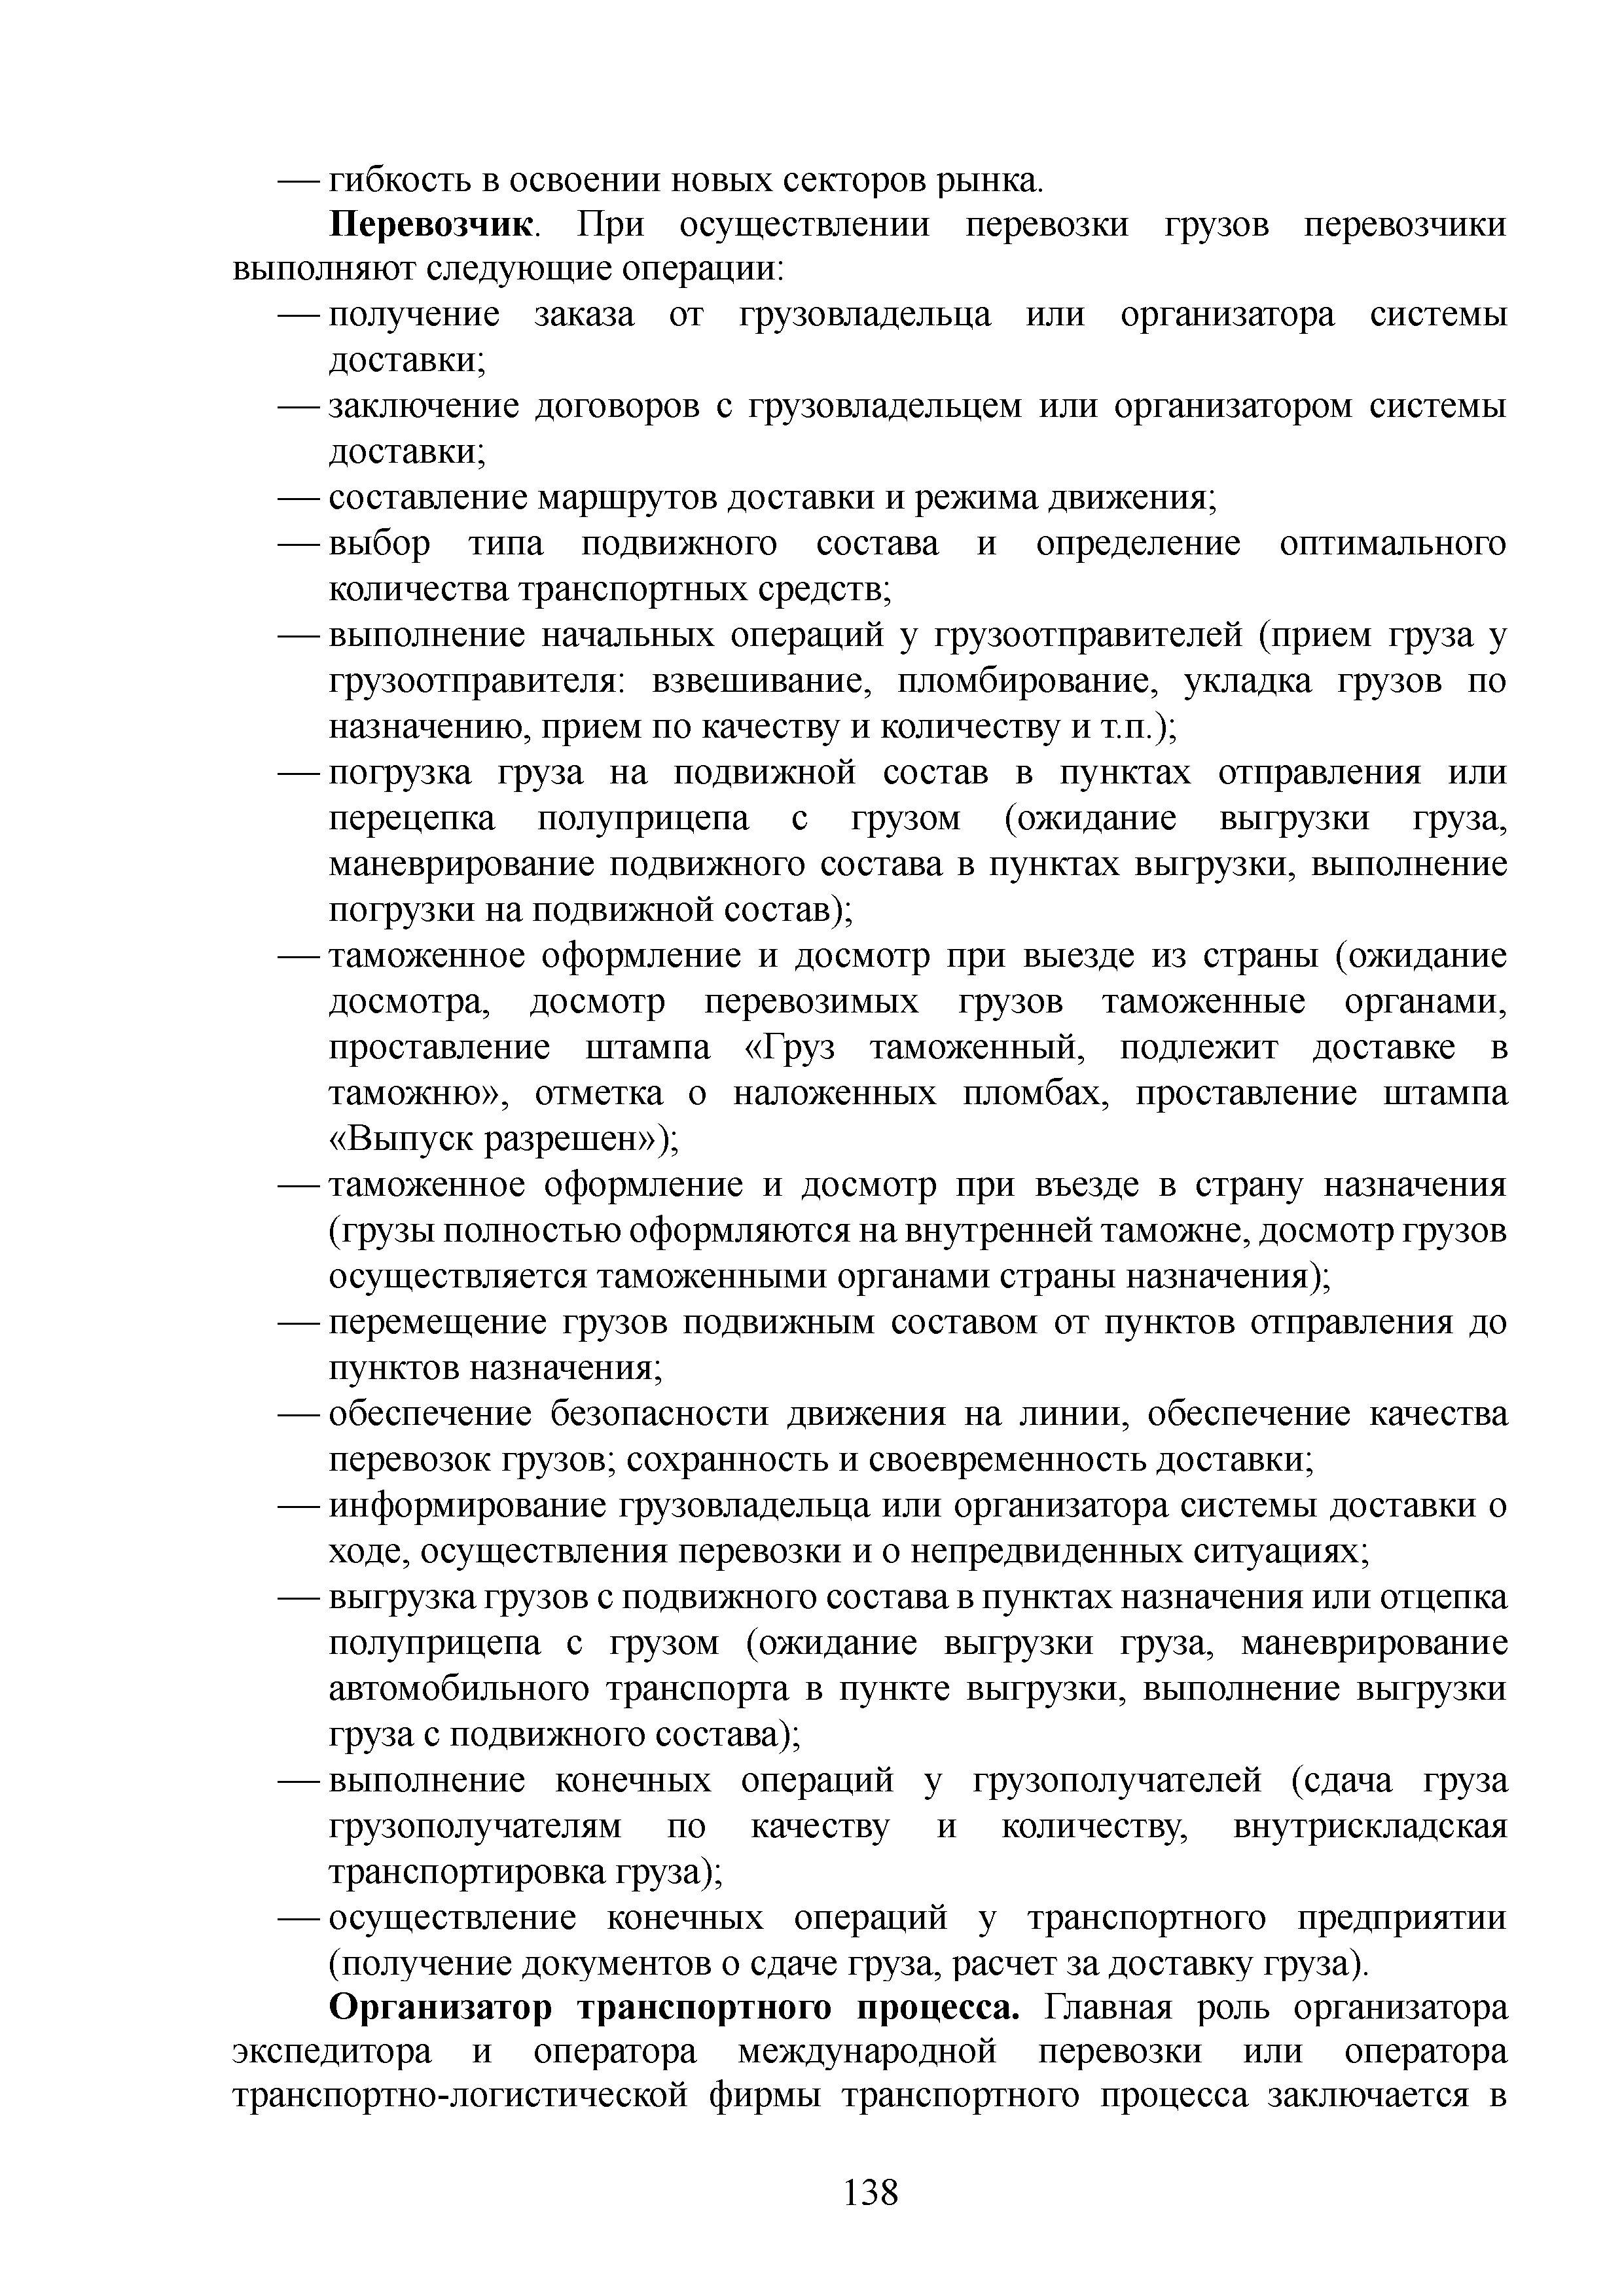 — гибкость в освоении новых секторов рынка.
Перевозчик. При осуществлении перевозки грузов перевозчики
выполняют следующие операции:
— получение заказа от грузовладельца или организатора системы
доставки;
— заключение договоров с грузовладельцем или организатором системы
доставки;
— составление маршрутов доставки и режима движения;
— выбор типа подвижного состава и определение оптимального
количества транспортных средств;
— выполнение начальных операций у грузоотправителей (прием груза у
грузоотправителя: взвешивание, пломбирование, укладка грузов по
назначению, прием по качеству и количеству и т.п.);
— погрузка груза на подвижной состав в пунктах отправления или
перецепка полуприцепа с грузом (ожидание выгрузки груза,
маневрирование подвижного состава в пунктах выгрузки, выполнение
погрузки на подвижной состав);
— таможенное оформление и досмотр при выезде из страны (ожидание
досмотра, досмотр перевозимых грузов таможенные органами,
проставление штампа «Груз таможенный, подлежит доставке в
таможню», отметка о наложенных пломбах, проставление штампа
«Выпуск разрешен»);
— таможенное оформление и досмотр при въезде в страну назначения
(грузы полностью оформляются на внутренней таможне, досмотр грузов
осуществляется таможенными органами страны назначения);
— перемещение грузов подвижным составом от пунктов отправления до
пунктов назначения;
— обеспечение безопасности движения на линии, обеспечение качества
перевозок грузов; сохранность и своевременность доставки;
— информирование грузовладельца или организатора системы доставки о
ходе, осуществления перевозки и о непредвиденных ситуациях;
— выгрузка грузов с подвижного состава в пунктах назначения или отцепка
полуприцепа с грузом (ожидание выгрузки груза, маневрирование
автомобильного транспорта в пункте выгрузки, выполнение выгрузки
груза с подвижного состава);
— выполнение конечных операций у грузополучателей (сдача груза
грузополучателям по качеству и количеству, внутрискладская
транспортировка груза);
— осуществление конечных операций у транспортного предприятии
(получение документов о сдаче груза, расчет за доставку груза).
Организатор транспортного процесса. Главная роль организатора
экспедитора и оператора международной перевозки или оператора
транспортно-логистической фирмы транспортного процесса заключается в
138